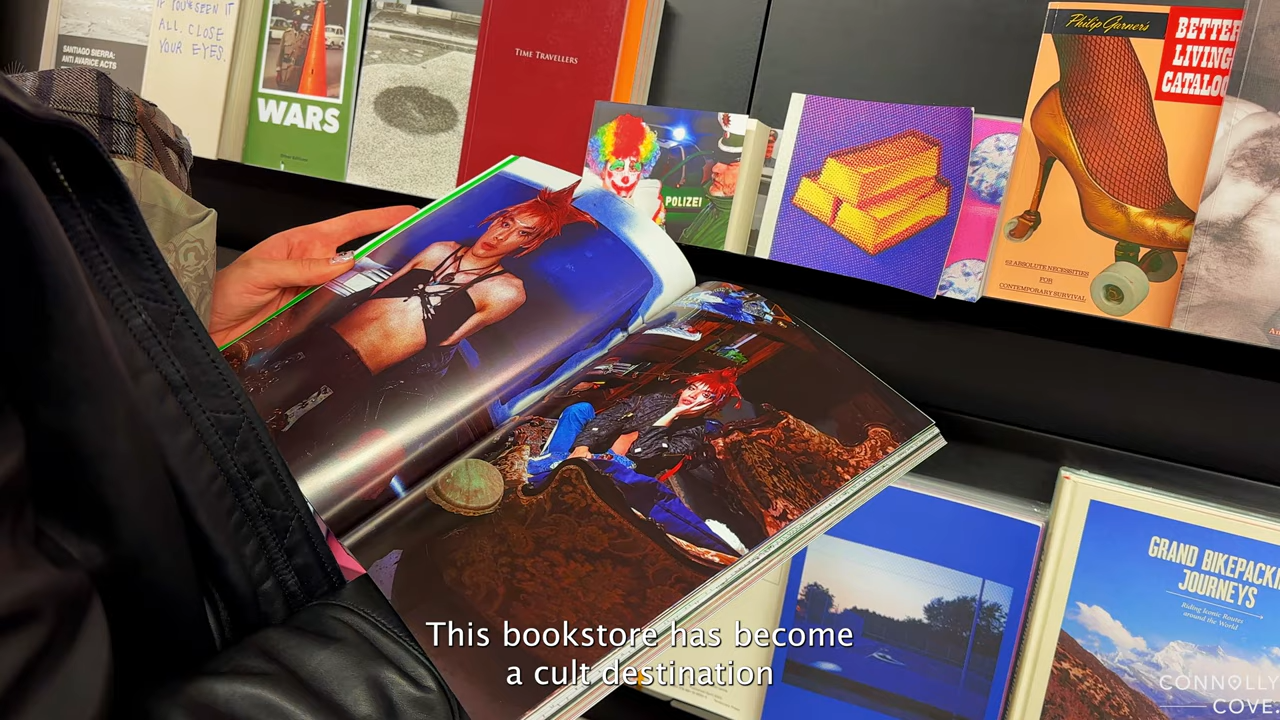 SANTIAGO SIERRA:
ANTI AVARICE ACTS
IF YOU'VE SEEN IT
ALL, CLOSE
YOUR EYES.
WARS
TIME TRAVELLERS
POLIZEI
Philip Garner's
BETTER
LIVING
CATALOG
62 ABSOLUTE NECESSITIES
FOR
CONTEMPORARY SURVIVAL
GRAND BIKEPACKI
JOURNEYS
Riding Iconic Routes
around the World
This bookstore has become
a cult destination
CONNOLLY
COVE